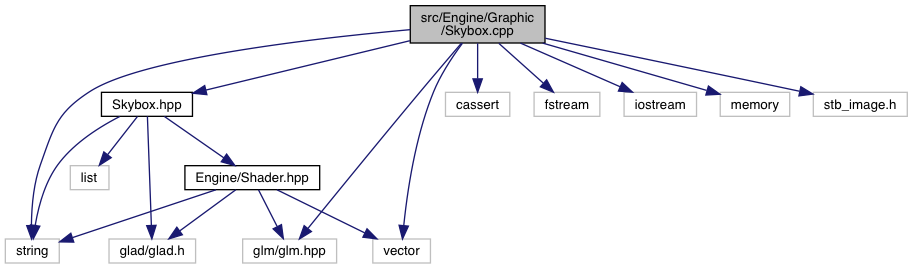 src/Engine/Graphic
/Skybox.cpp
Skybox.hpp
cassert
fstream
iostream
memory
stb_image.h
list
Engine/Shader.hpp
string
glad/glad.h
glm/glm.hpp
vector